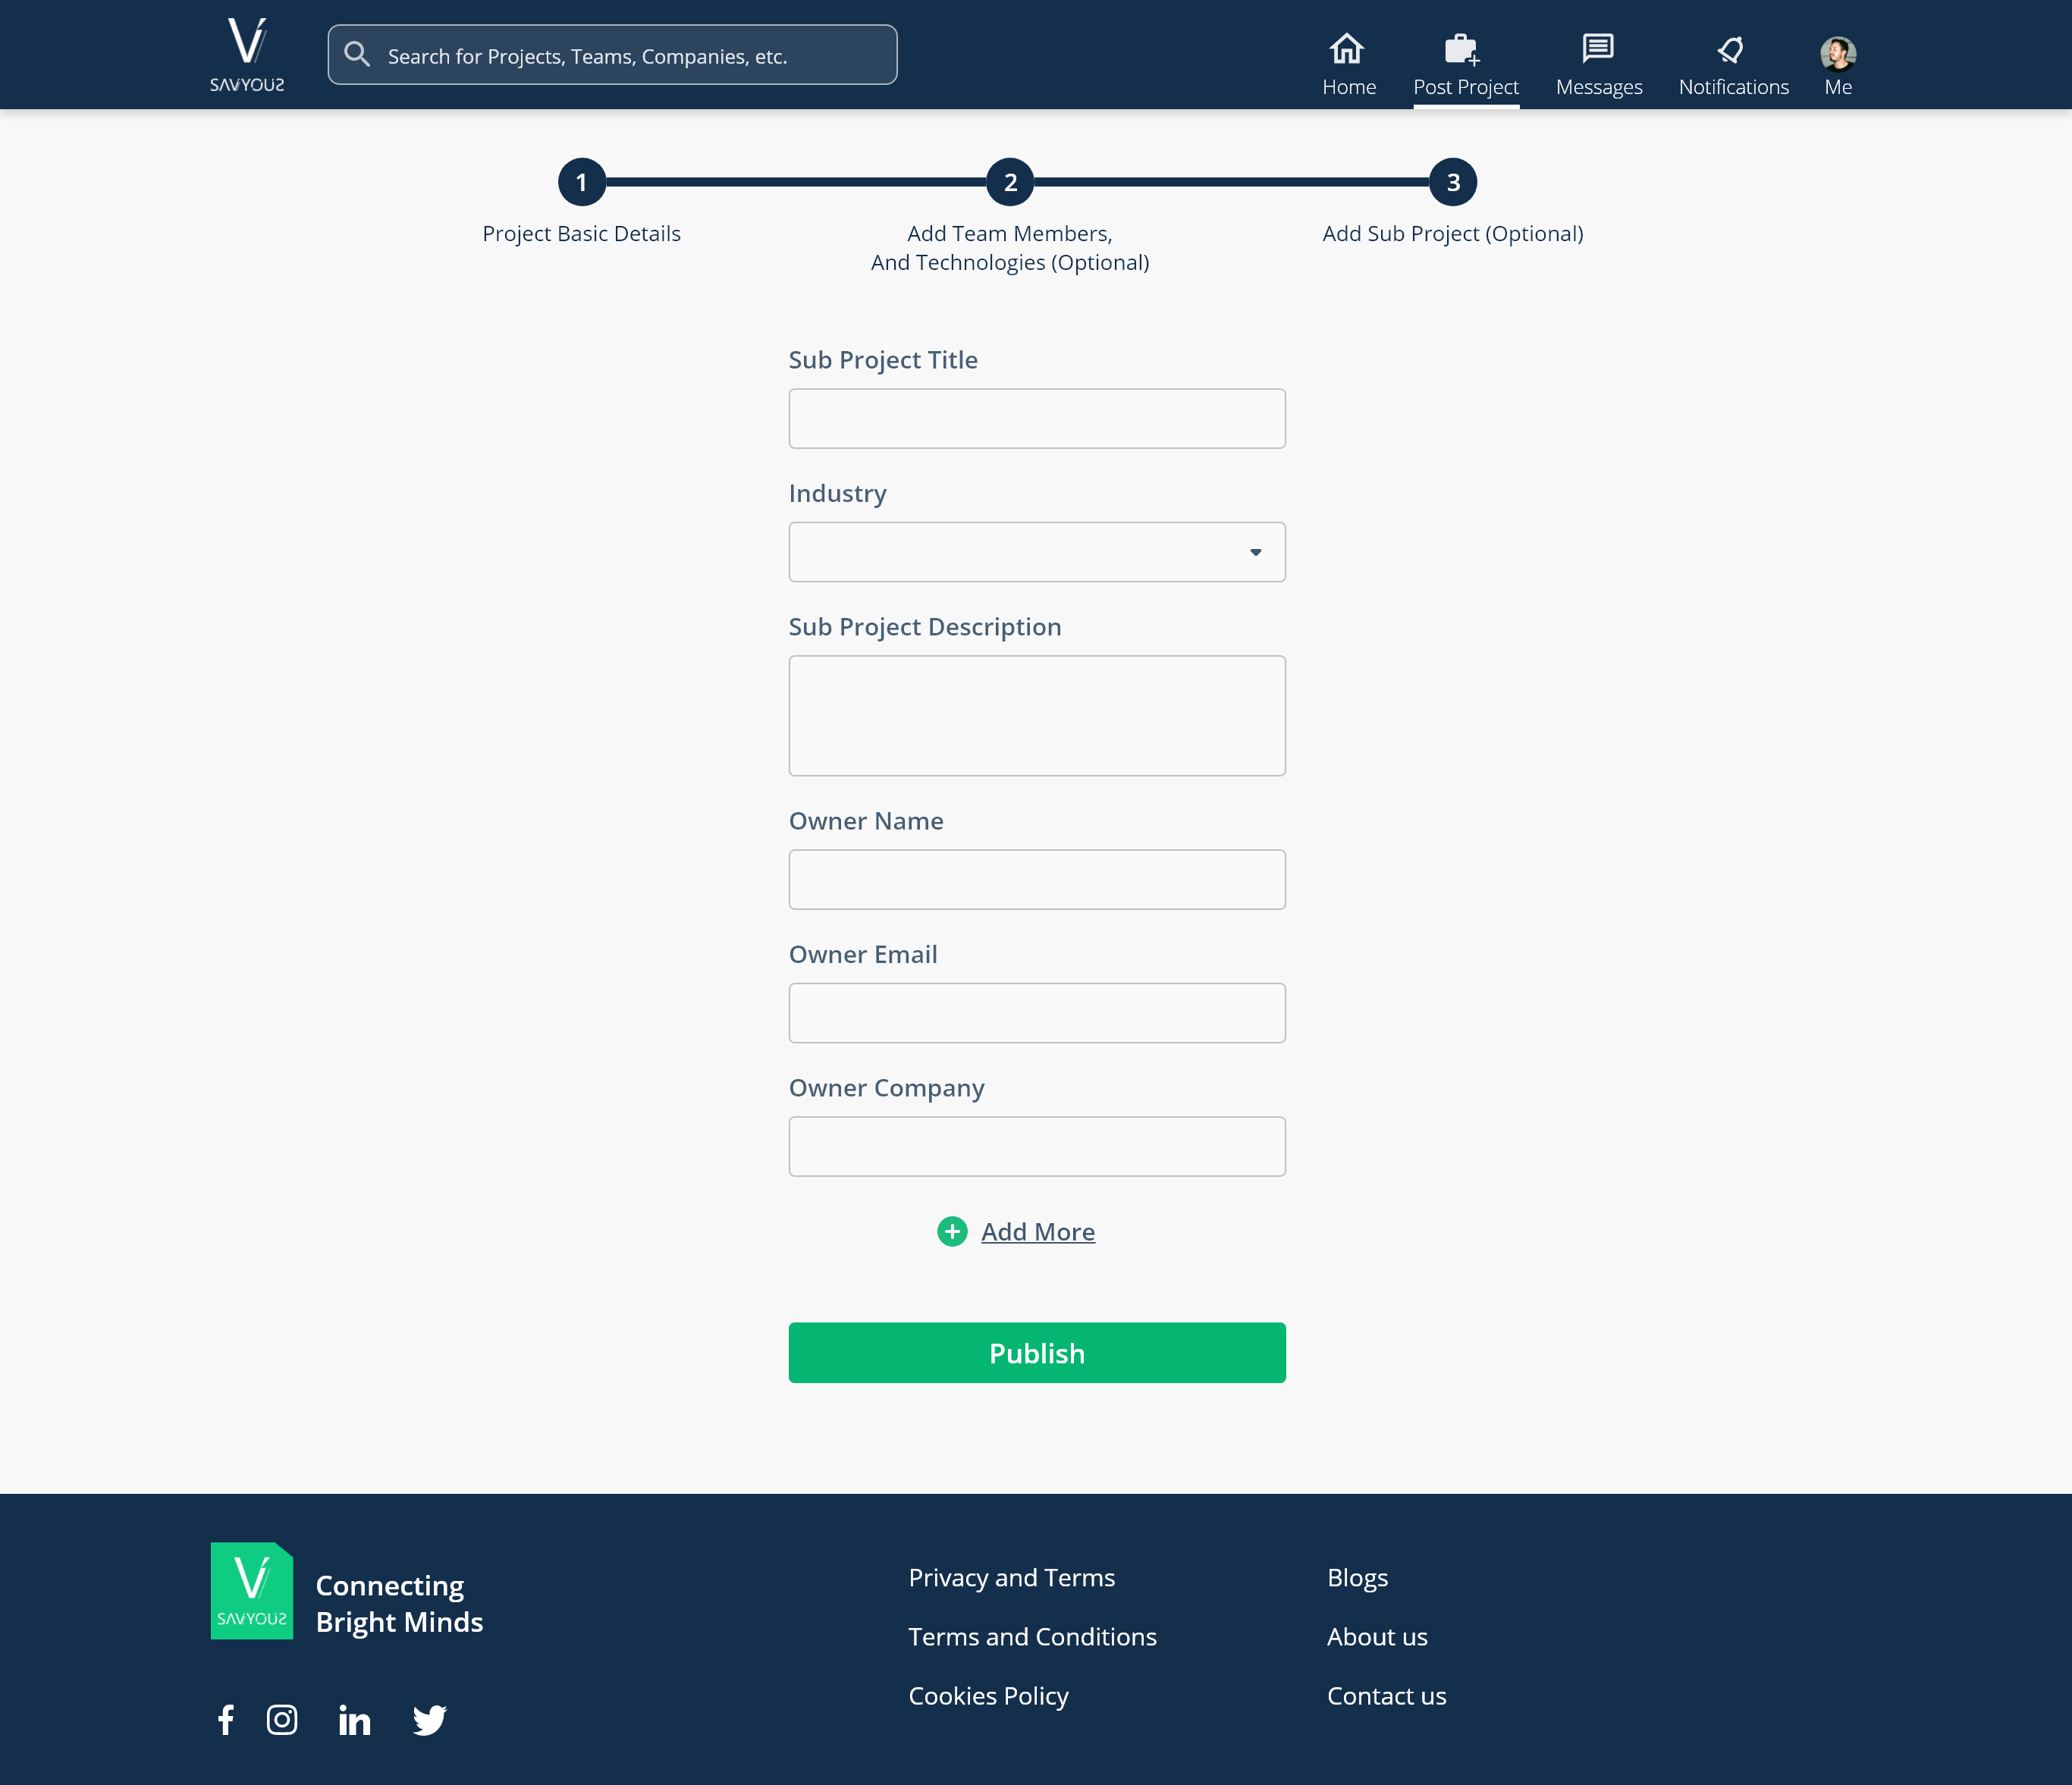 SAVYOUS
Search for Projects, Teams, Companies, etc.
Home
Post Project
Messages
Notifications
Me
1
2
3
Project Basic Details
Add Team Members,
And Technologies (Optional)
Add Sub Project (Optional)
Sub Project Title
Industry
Sub Project Description
Owner Name
Owner Email
Owner Company
Add More
Publish
SAVYOUS
Connecting
Bright Minds
Privacy and Terms
Terms and Conditions
Cookies Policy
Blogs
About us
Contact us